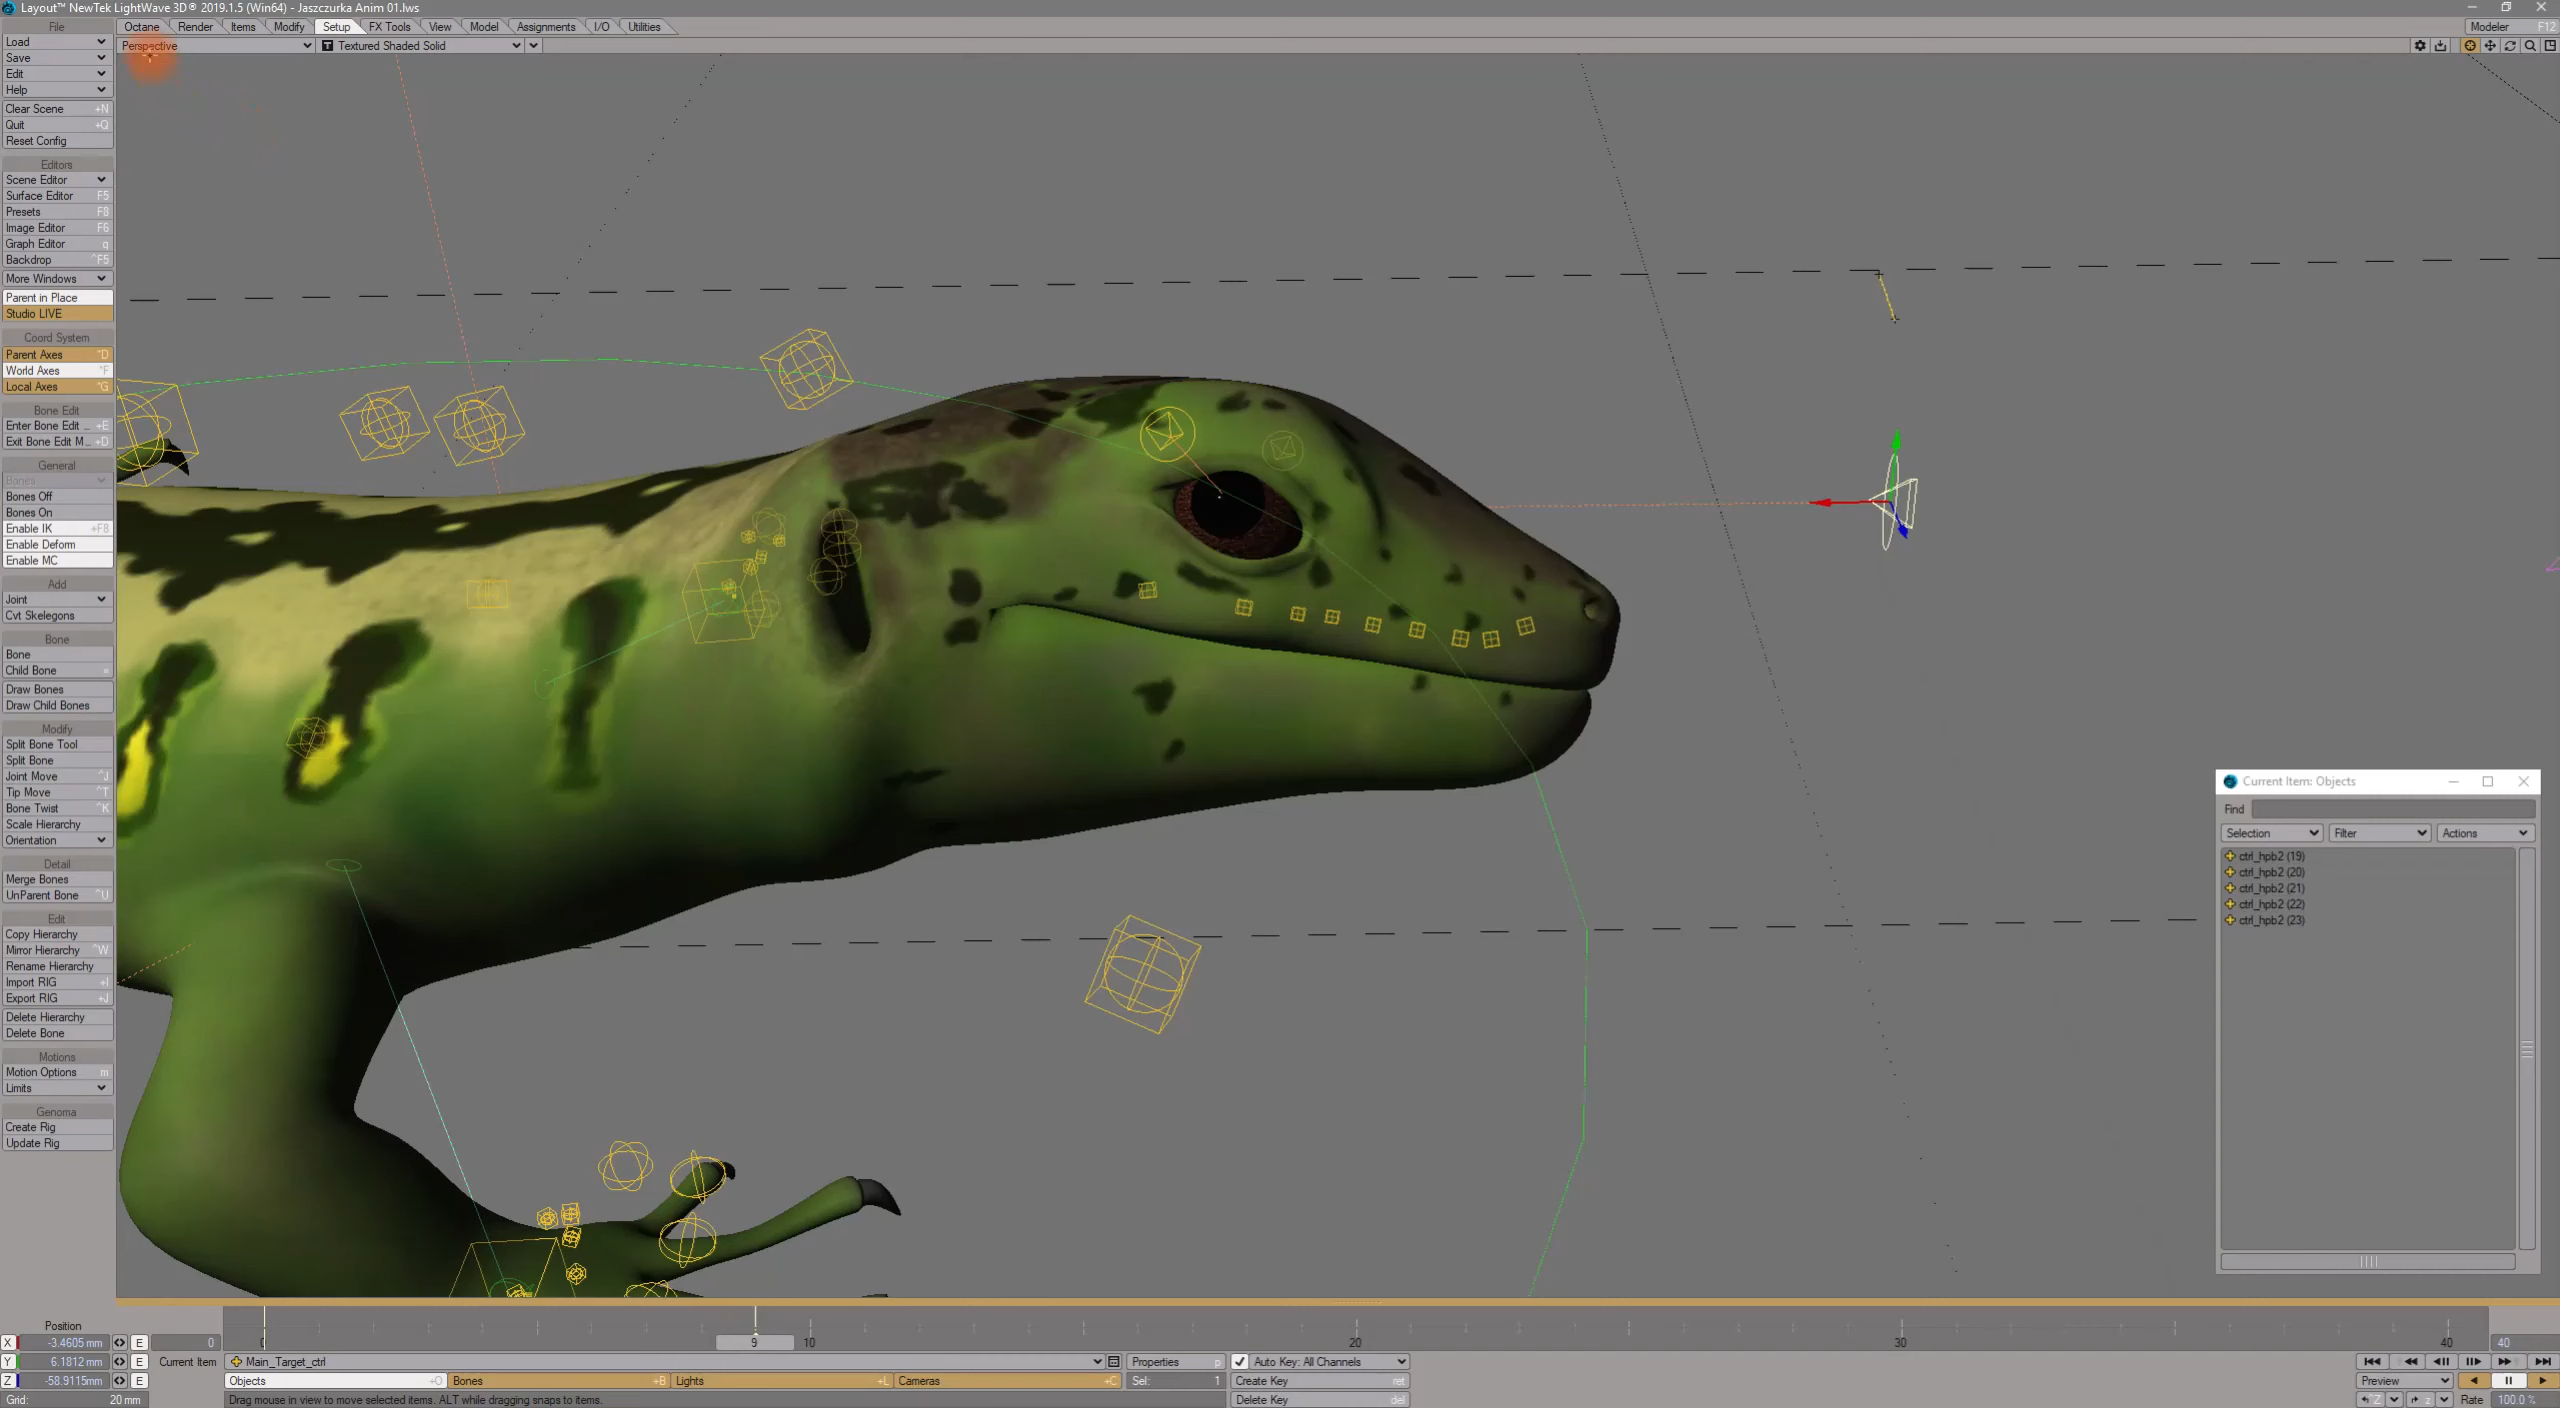 Layout™ NewTek LightWave 3D® 2019.1.5 (Win64) - Jaszczurka Anim 01.lws
File Octane Render Items Modify Setup FX Tools View Model Assignments I/O Utilities Modeler F12
Load Perspective Textured Shaded Solid
Save
Edit
Help
Clear Scene +N
Quit +Q
Reset Config
Editors
Scene Editor
Surface Editor F5
Presets F8
Image Editor F6
Graph Editor q
Backdrop ^F5
More Windows
Parent in Place
Studio LIVE
Coord System
Parent Axes ^D
World Axes ^F
Local Axes ^G
Bone Edit
Enter Bone Edit ... +E
Exit Bone Edit M... +D
General
Bones
Bones Off
Bones On
Enable IK +F8
Enable Deform
Enable MC
Add
Joint
Cvt Skelegons
Bone
Bone
Child Bone =
Draw Bones
Draw Child Bones
Modify
Split Bone Tool
Split Bone
Joint Move ^J
Tip Move ^T
Bone Twist ^K
Scale Hierarchy
Orientation
Detail
Merge Bones
UnParent Bone ^U
Edit
Copy Hierarchy
Mirror Hierarchy ^W
Rename Hierarchy
Import RIG +I
Export RIG +J
Delete Hierarchy
Delete Bone
Motions
Motion Options m
Limits
Genoma
Create Rig
Update Rig
Current Item: Objects
Find
Selection Filter Actions
ctrl_hpb2 (19)
ctrl_hpb2 (20)
ctrl_hpb2 (21)
ctrl_hpb2 (22)
ctrl_hpb2 (23)
Position
X -3.4605 mm E 0 0 9 10 20 30 40 40
Y 6.1812 mm E Current Item Main_Target_ctrl Properties p Auto Key: All Channels
Z -58.9115mm E Objects +O Bones +B Lights +L Cameras +C Sel: 1 Create Key ret Preview
Grid: 20 mm Drag mouse in view to move selected items. ALT while dragging snaps to items. Delete Key del ^Z z Rate 100.0 %